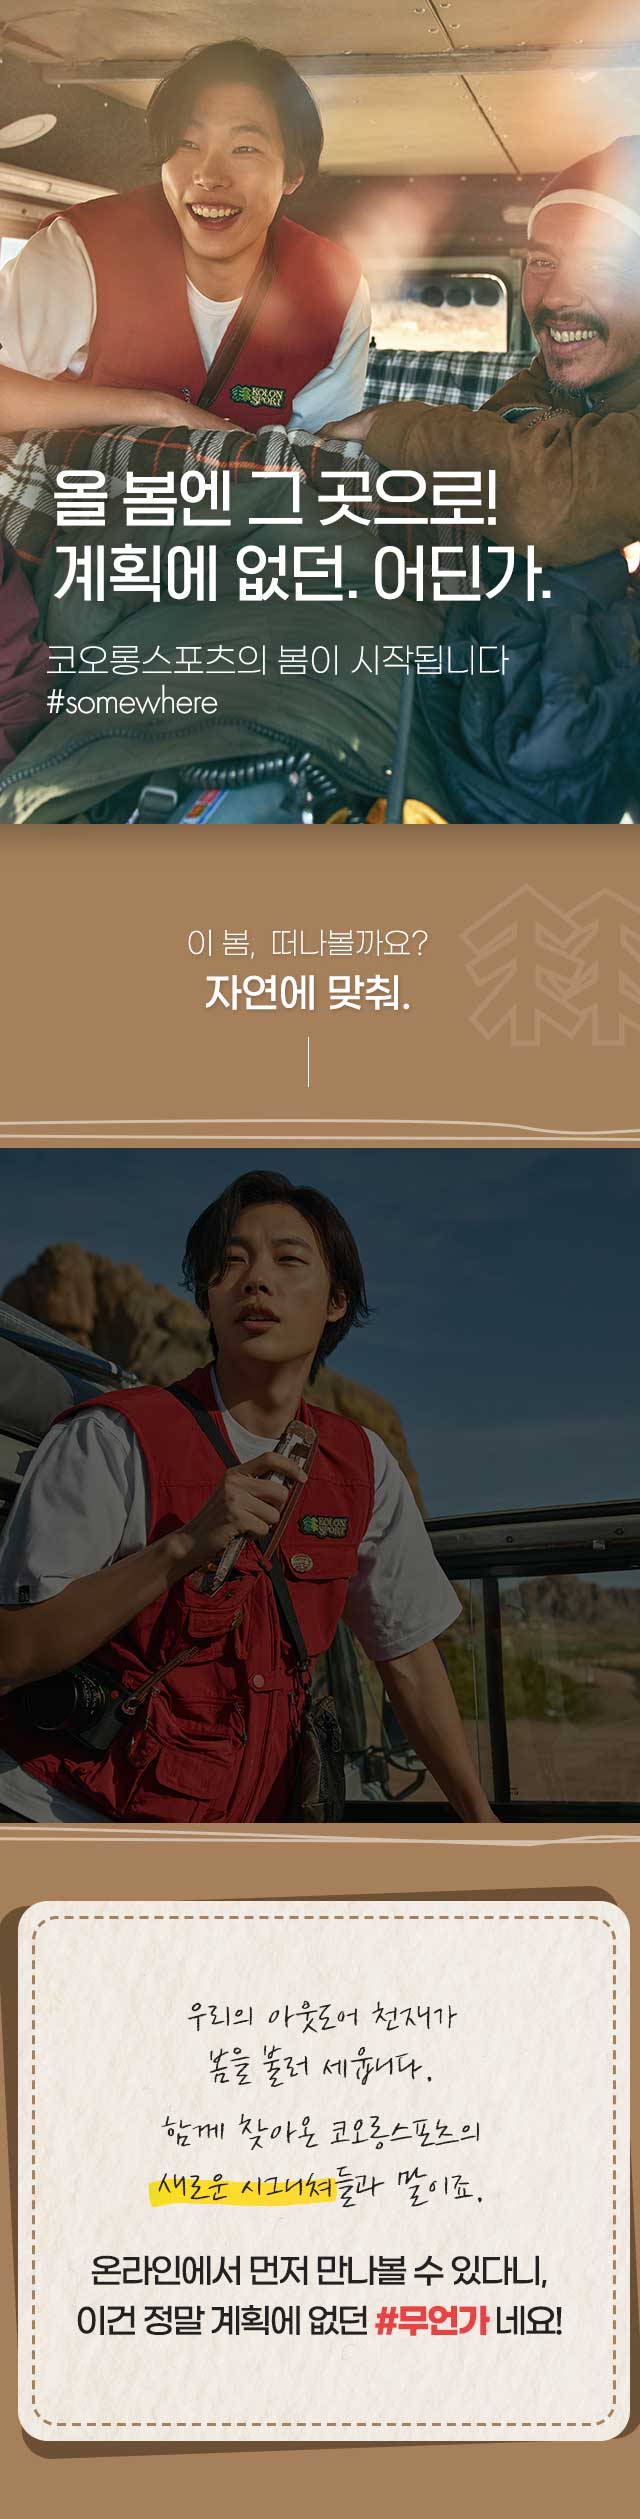 KOLON
SPORT
올 봄엔 그 곳으로!
계획에 없던. 어딘가.
코오롱스포츠의 봄이 시작됩니다
#somewhere
이 봄, 떠나볼까요?
자연에 맞춰.
KOLON
SPORT
우리의 아웃도어 천재가
봄을 불러 세웁니다.
함께 찾아온 코오롱스포츠의
새로운 시그니쳐들과 말이죠.
온라인에서 먼저 만나볼 수 있다니,
이건 정말 계획에 없던 #무언가 네요!